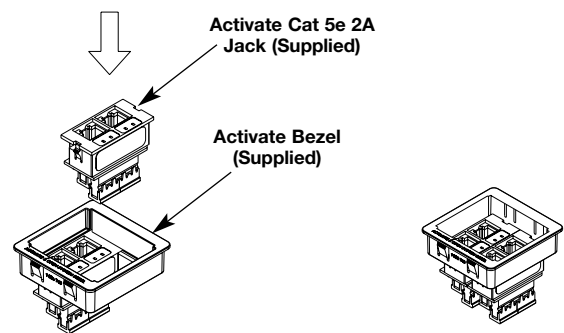 Activate Cat 5e 2A
Jack (Supplied)
Activate Bezel
(Supplied)